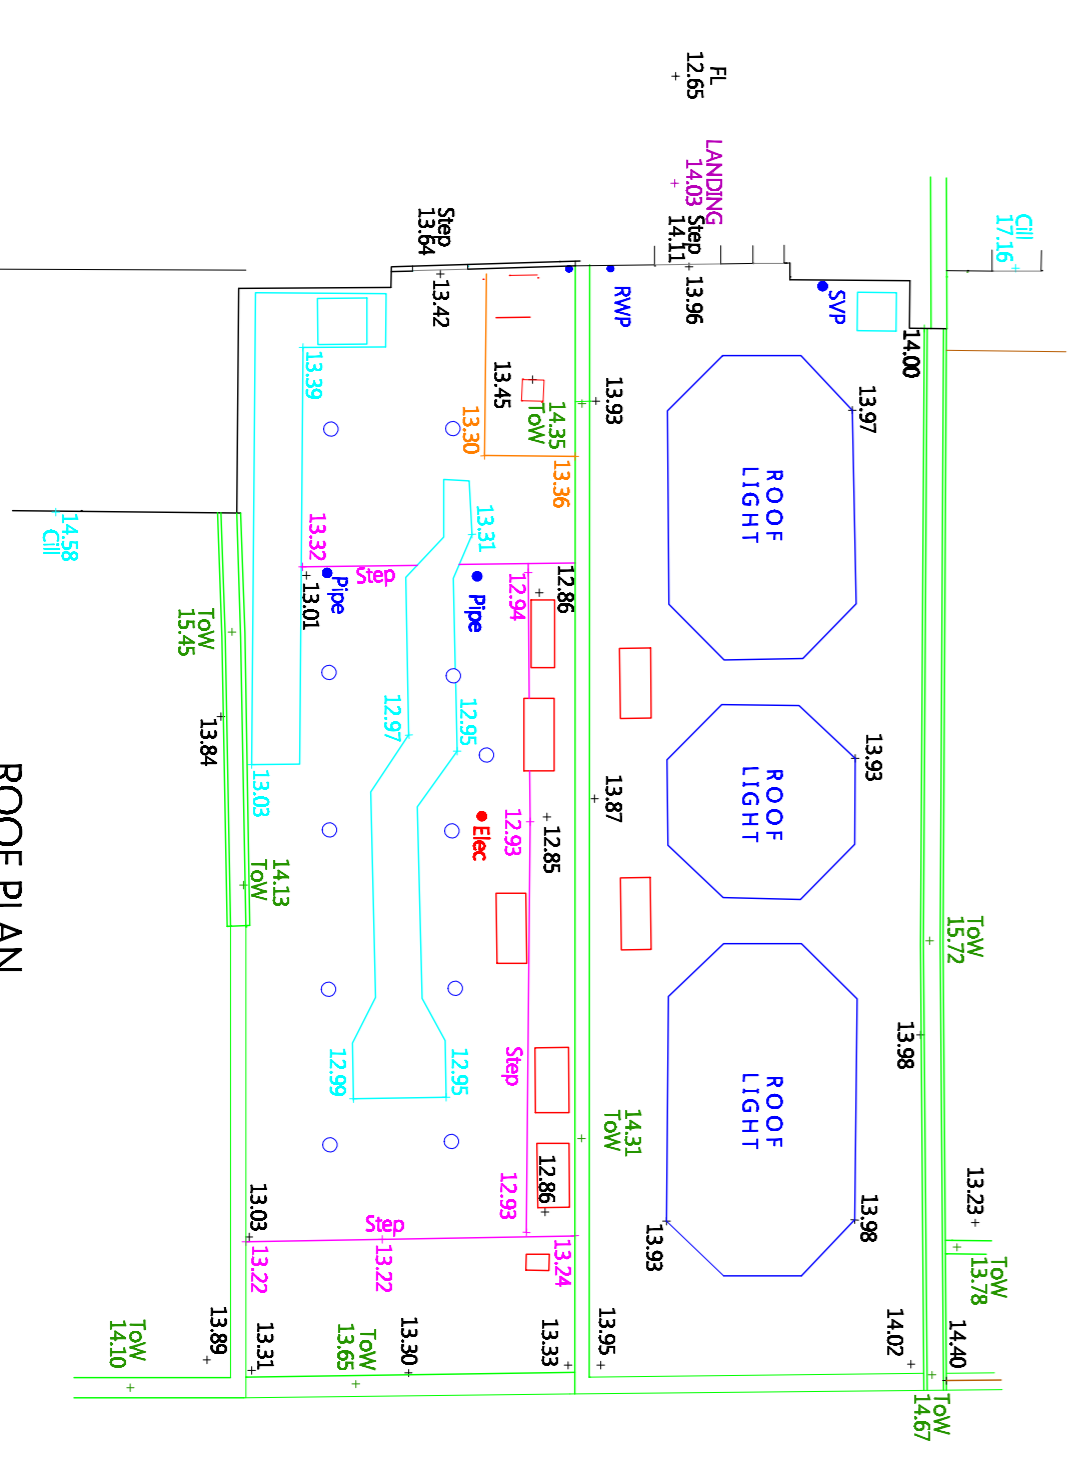 FL
12.65
LANDING
14.03
Step
14.11
13.96
Step
13.64
13.42
Cill
17.16
RWP
SVP
14.00
13.97
13.93
13.45
14.35
ToW
13.39
13.30
13.36
ROOF
LIGHT
13.31
13.32
Step
14.58
Cill
Pipe
Pipe
13.01
12.94
12.86
ToW
15.45
13.84
12.97
12.95
13.93
ROOF
LIGHT
13.87
13.03
12.93
12.85
Elec
14.13
ToW
ROOF PLAN
ToW
15.72
13.98
Step
12.99
12.95
ROOF
LIGHT
14.31
ToW
12.86
12.93
13.03
Step
13.22
13.22
13.24
13.93
13.98
13.23
ToW
13.78
ToW
14.10
13.89
13.31
ToW
13.65
13.30
13.33
13.95
14.02
14.40
ToW
14.67